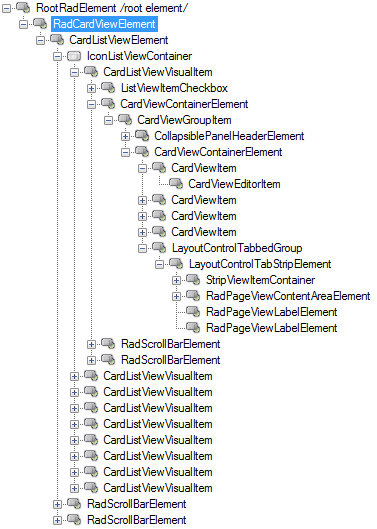 RootRadElement /root element/
RadCardViewElement
CardListViewElement
IconListViewContainer
CardListViewVisualItem
ListViewItemCheckbox
CardViewContainerElement
CardViewGroupItem
CollapsiblePanelHeaderElement
CardViewContainerElement
CardViewItem
CardViewEditorItem
CardViewItem
CardViewItem
CardViewItem
LayoutControlTabbedGroup
LayoutControlTabStripElement
StripViewItemContainer
RadPageViewContentAreaElement
RadPageViewLabelElement
RadPageViewLabelElement
RadScrollBarElement
RadScrollBarElement
CardListViewVisualItem
CardListViewVisualItem
CardListViewVisualItem
CardListViewVisualItem
CardListViewVisualItem
CardListViewVisualItem
CardListViewVisualItem
CardListViewVisualItem
RadScrollBarElement
RadScrollBarElement